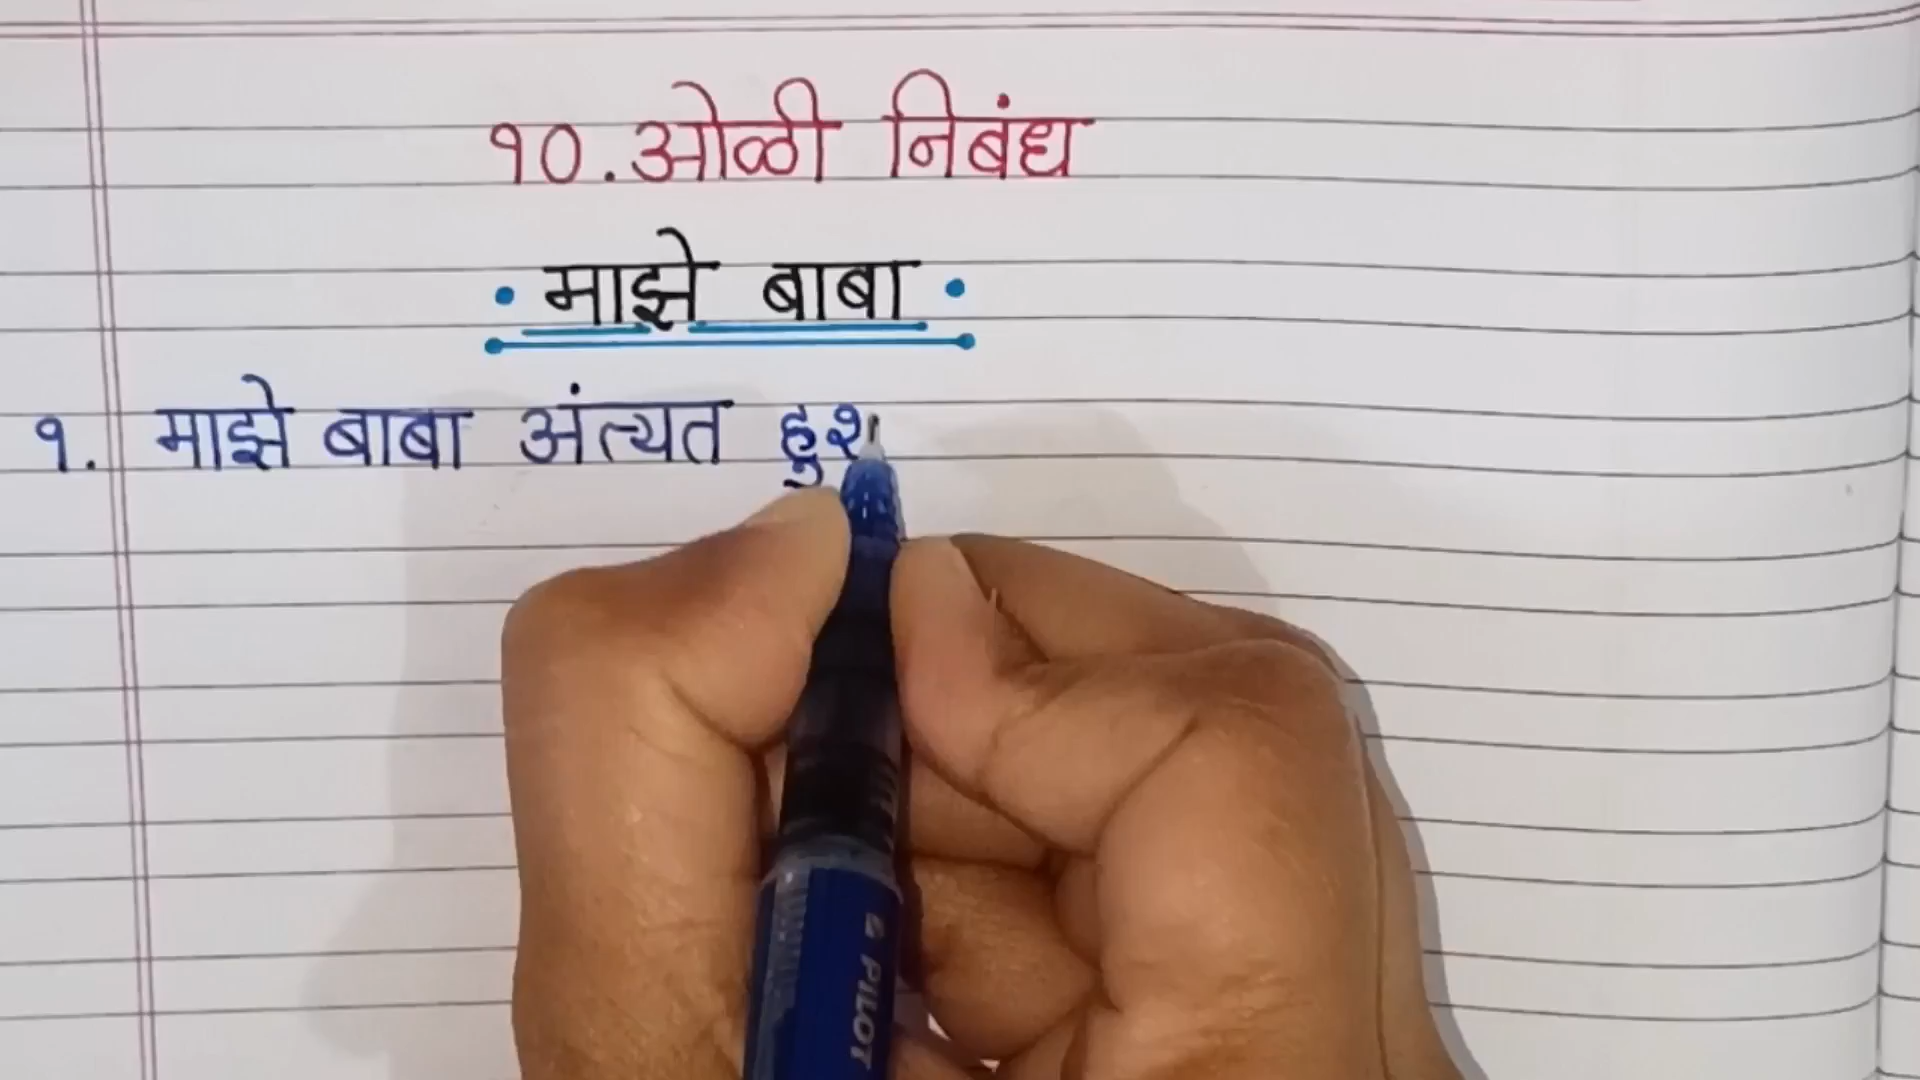 १०. ओळी निबंध
• माझे बाबा •
१. माझे बाबा अंत्यत हुश
PILOT